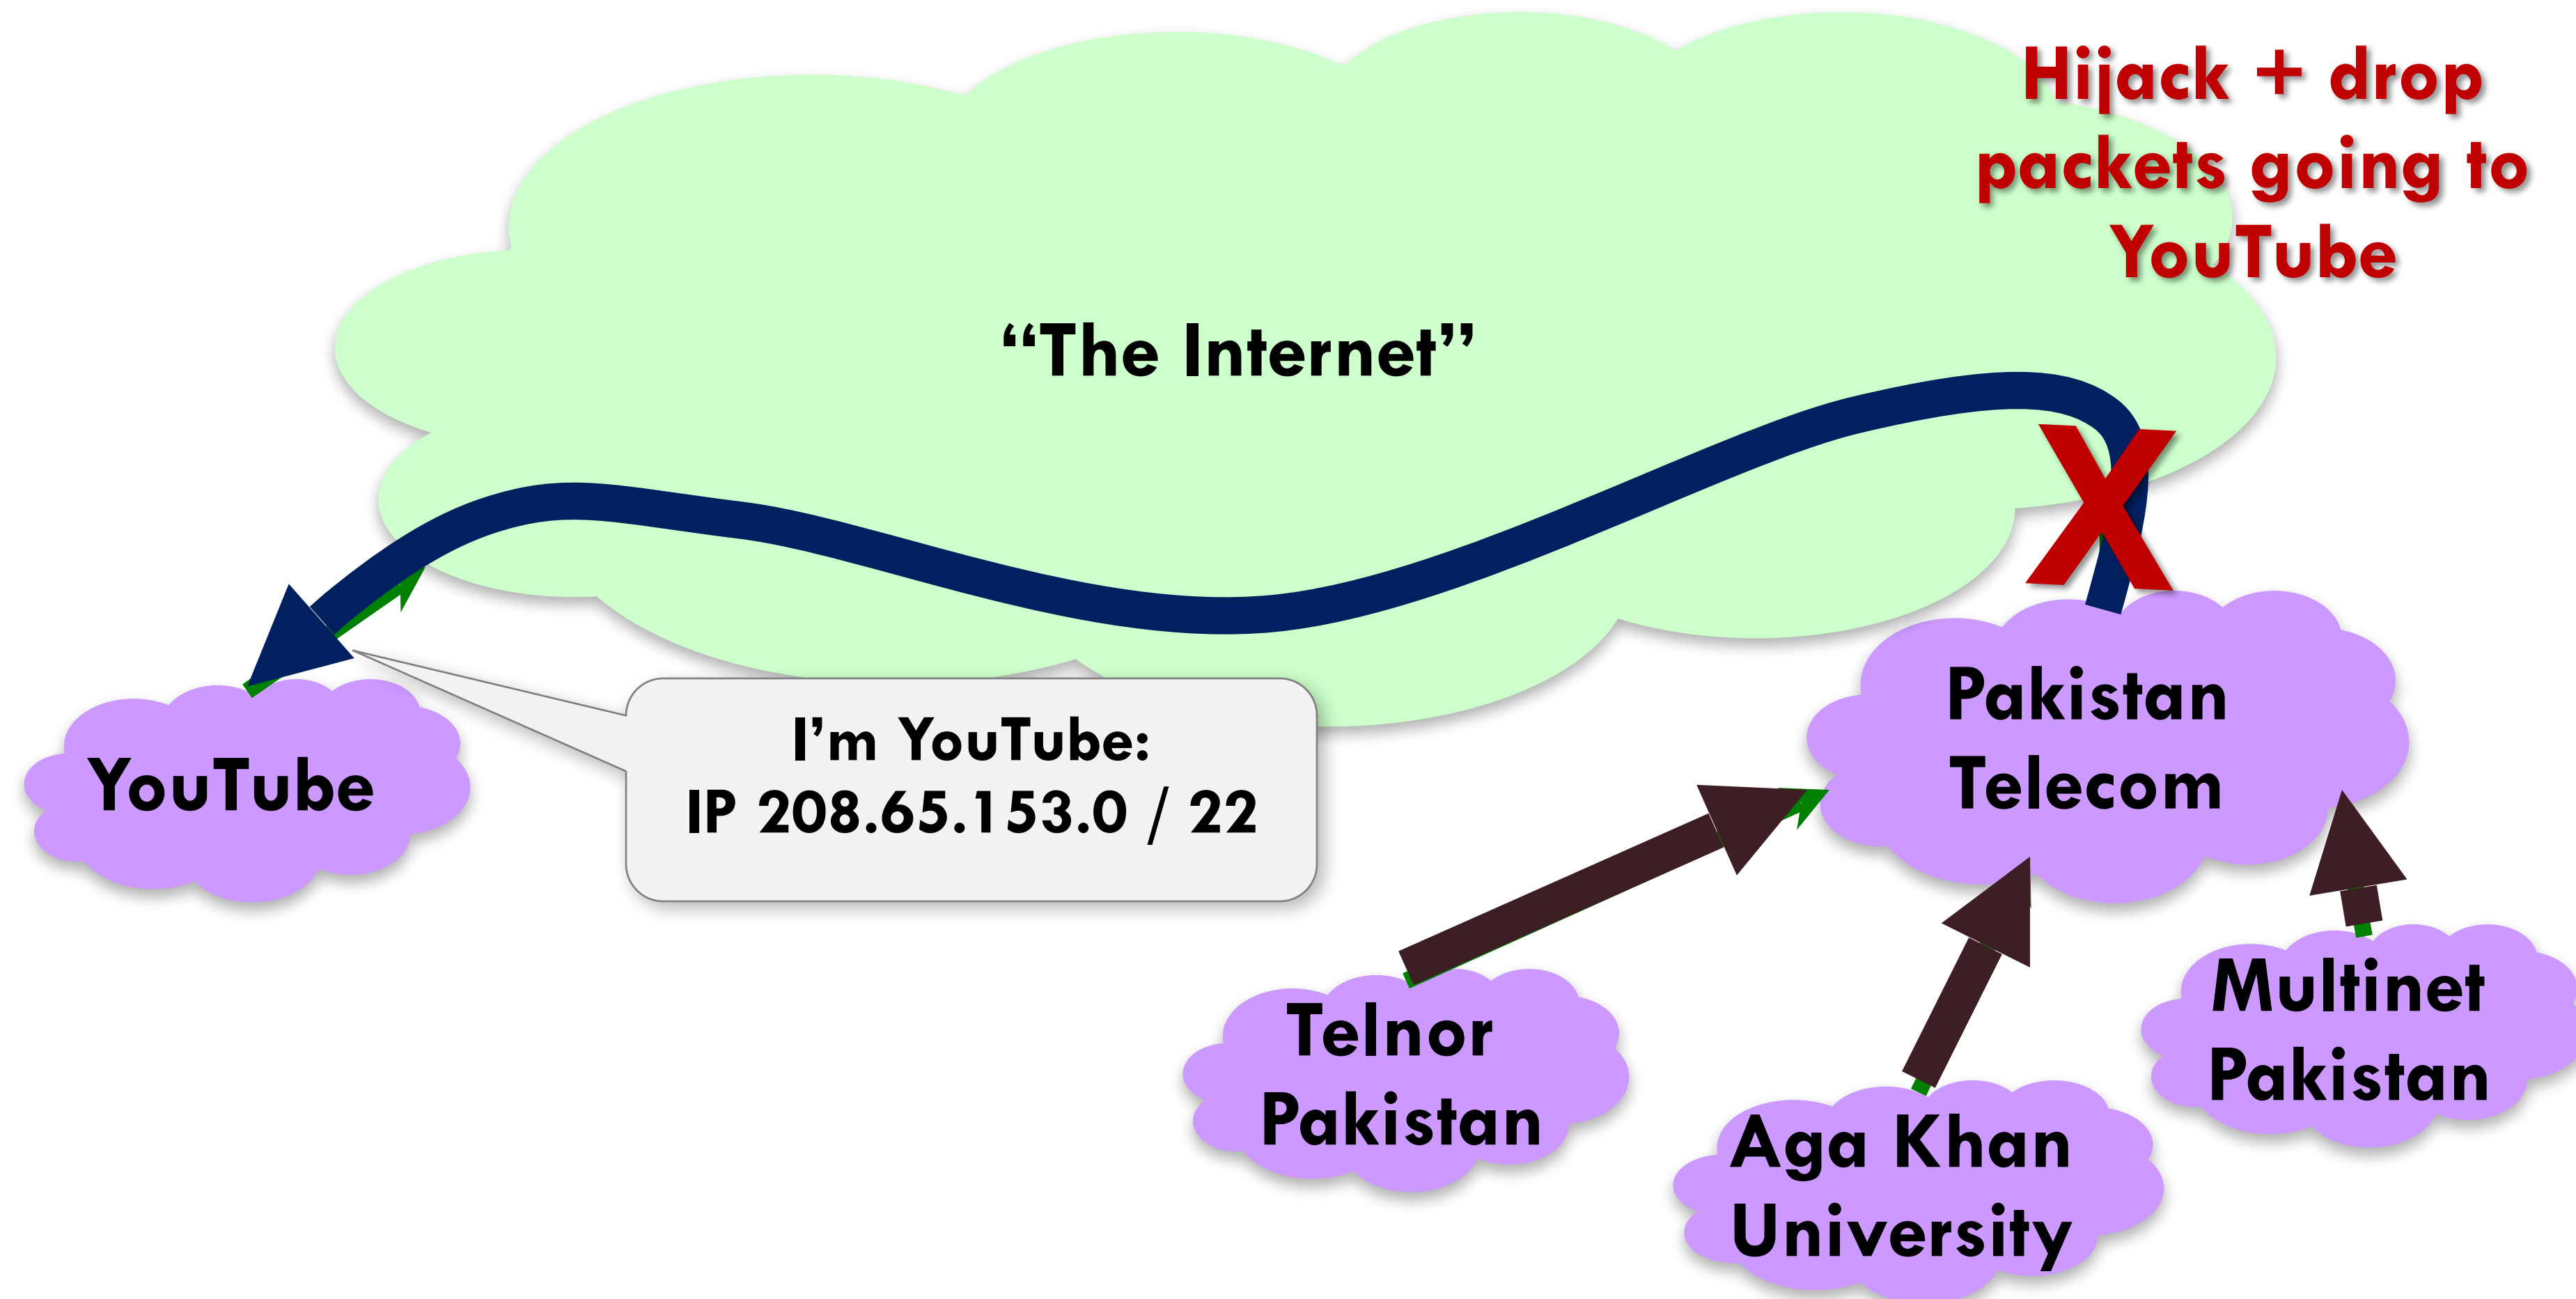 Hijack + drop
packets going to
YouTube
“The Internet”
I’m YouTube:
IP 208.65.153.0 / 22
YouTube
Pakistan
Telecom
Telnor
Pakistan
Aga Khan
University
Multinet
Pakistan
X